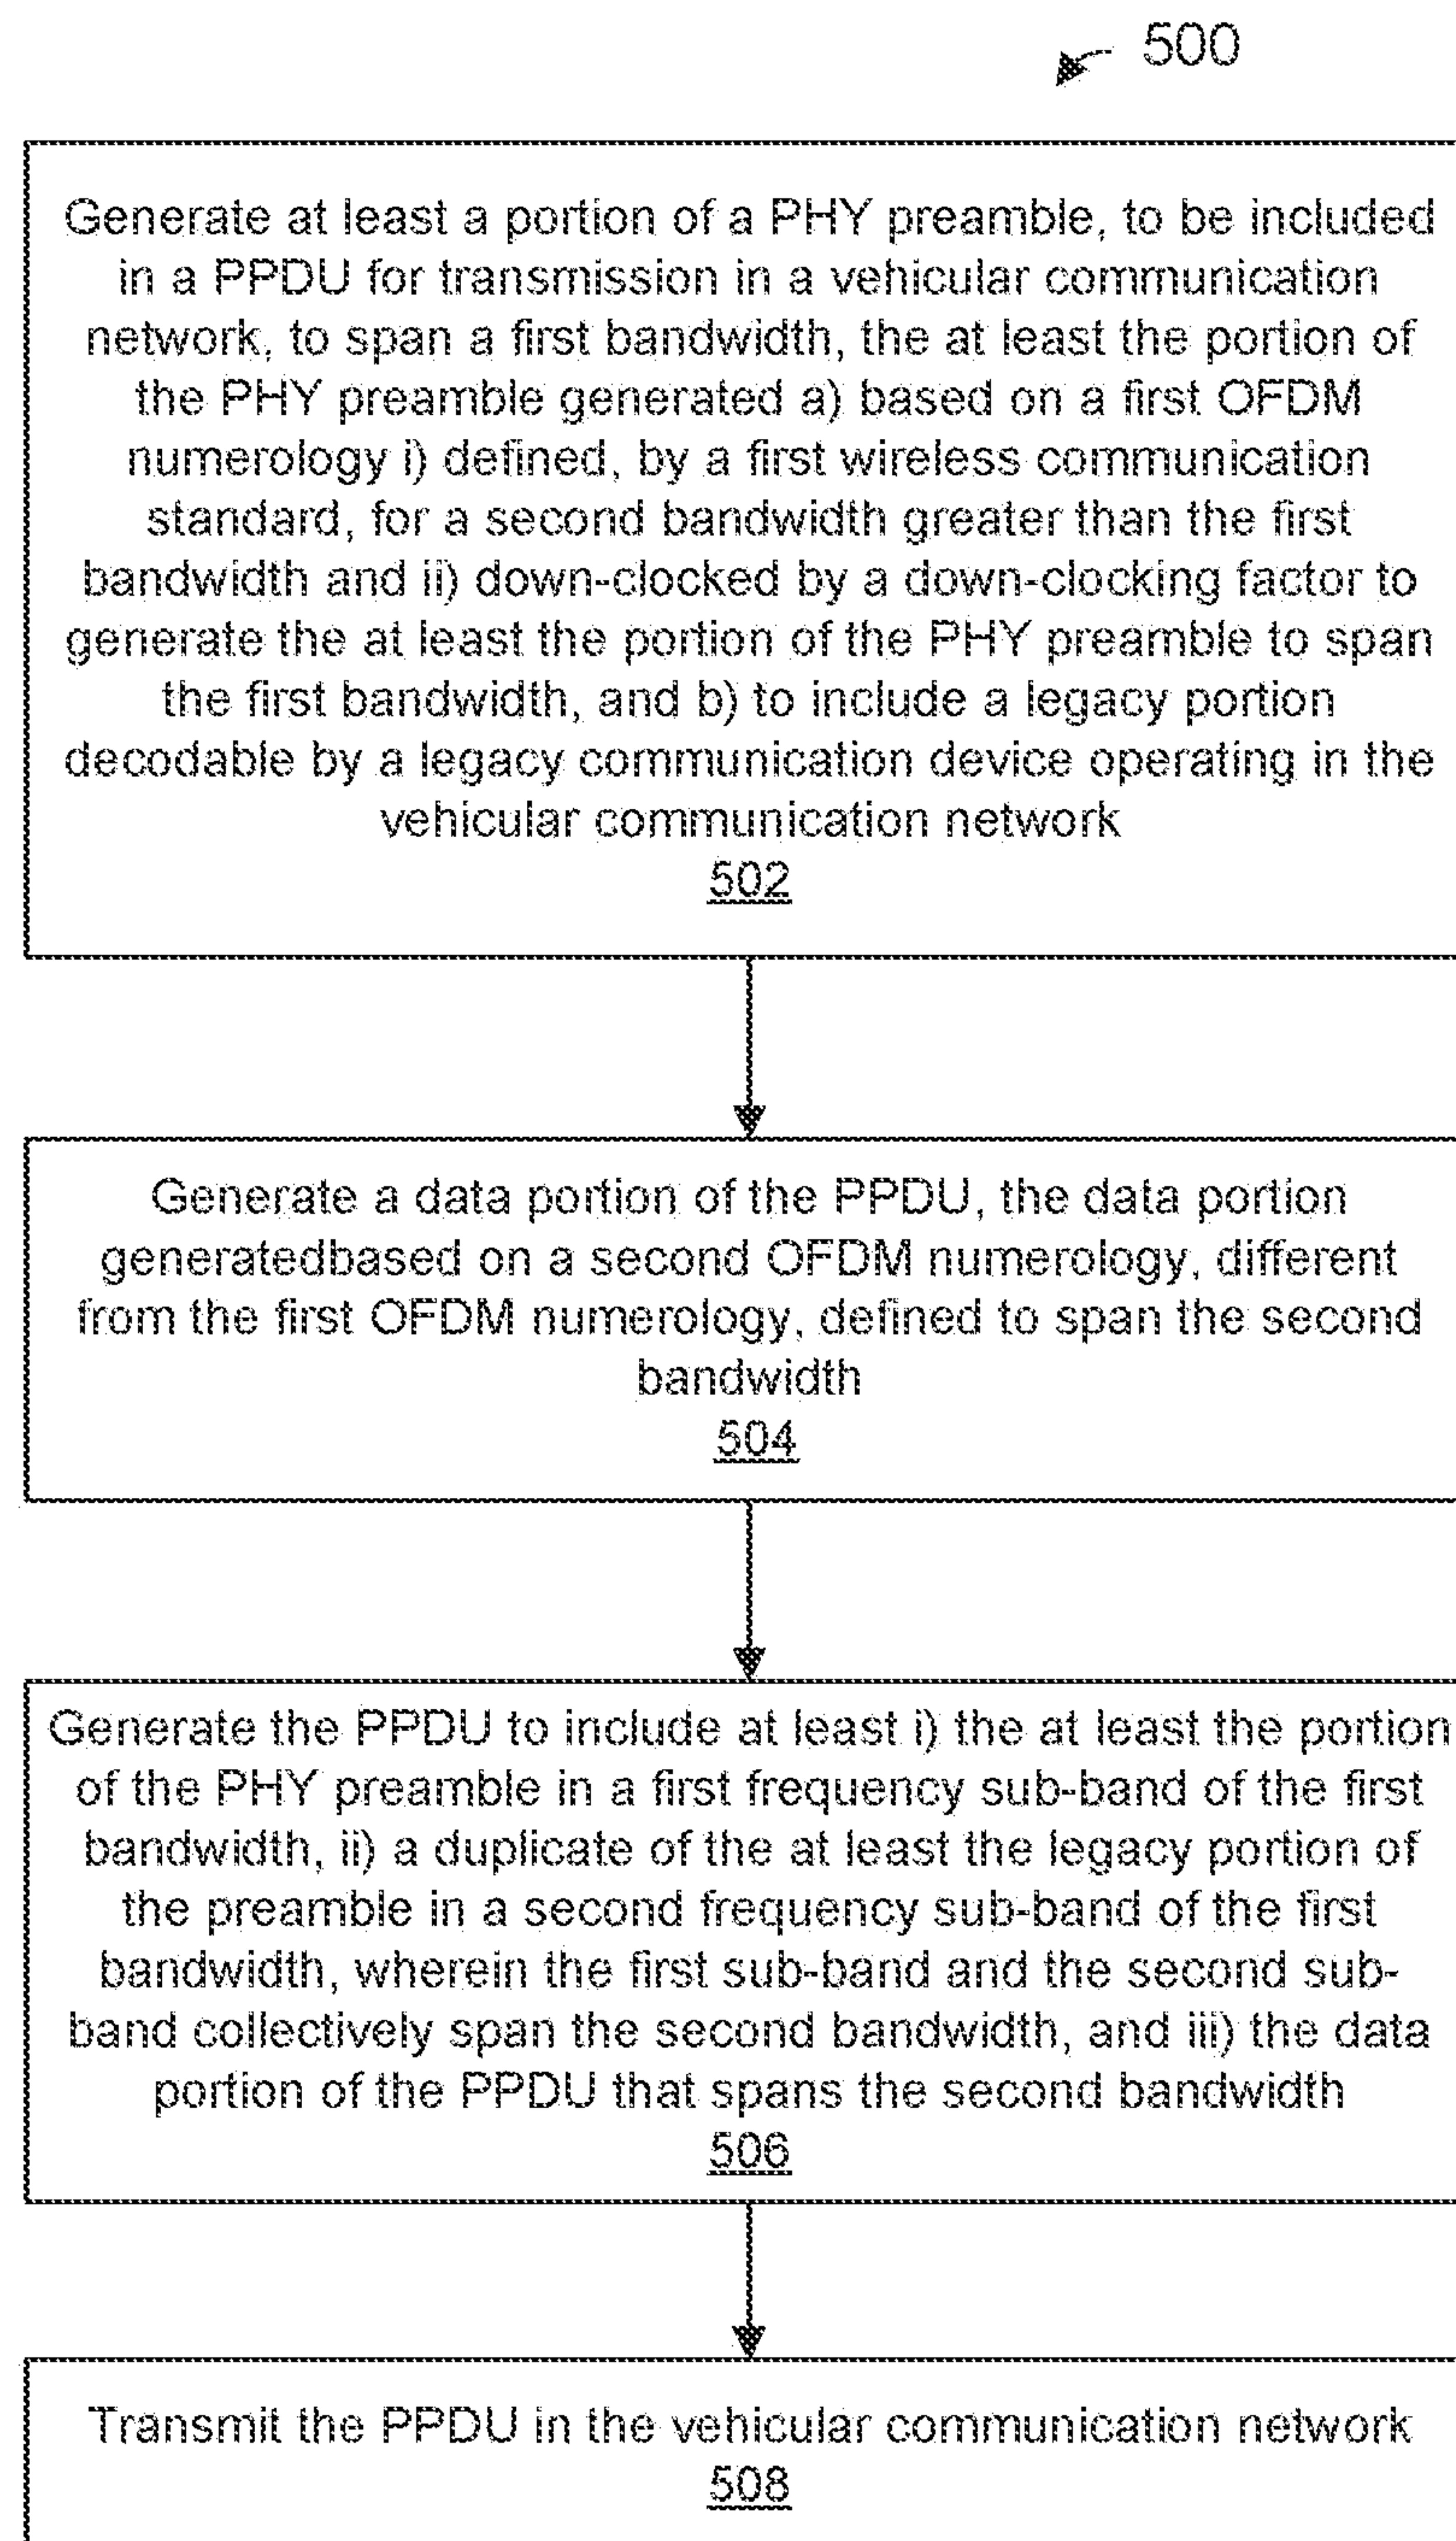 500
Generate at least a portion of a PHY preamble, to be included
in a PPDU for transmission in a vehicular communication
network, to span a first bandwidth, the at least the portion of
the PHY preamble generated a) based on a first OFDM
numerology i) defined, by a first wireless communication
standard, for a second bandwidth greater than the first
bandwidth and ii) down-clocked by a down-clocking factor to
generate the at least the portion of the PHY preamble to span
the first bandwidth, and b) to include a legacy portion
decodable by a legacy communication device operating in the
vehicular communication network
502
Generate a data portion of the PPDU, the data portion
generatedbased on a second OFDM numerology, different
from the first OFDM numerology, defined to span the second
bandwidth
504
Generate the PPDU to include at least i) the at least the portion
of the PHY preamble in a first frequency sub-band of the first
bandwidth, ii) a duplicate of the at least the legacy portion of
the preamble in a second frequency sub-band of the first
bandwidth, wherein the first sub-band and the second sub-
band collectively span the second bandwidth, and iii) the data
portion of the PPDU that spans the second bandwidth
506
Transmit the PPDU in the vehicular communication network
508